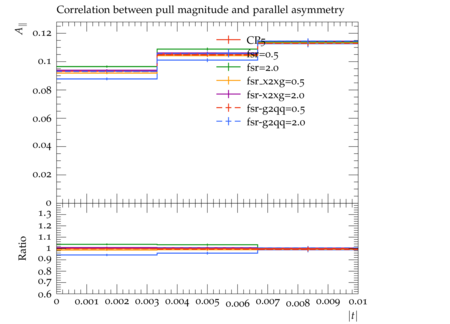 Correlation between pull magnitude and parallel asymmetry
A∥
0.12
0.1
0.08
0.06
0.04
0.02
0
CP5
fsr=0.5
fsr=2.0
fsr-x2xg=0.5
fsr-x2xg=2.0
fsr-g2qq=0.5
fsr-g2qq=2.0
Ratio
1.3
1.2
1.1
1
0.9
0.8
0.7
0.6
0 0.001 0.002 0.003 0.004 0.005 0.006 0.007 0.008 0.009 0.01
|t|